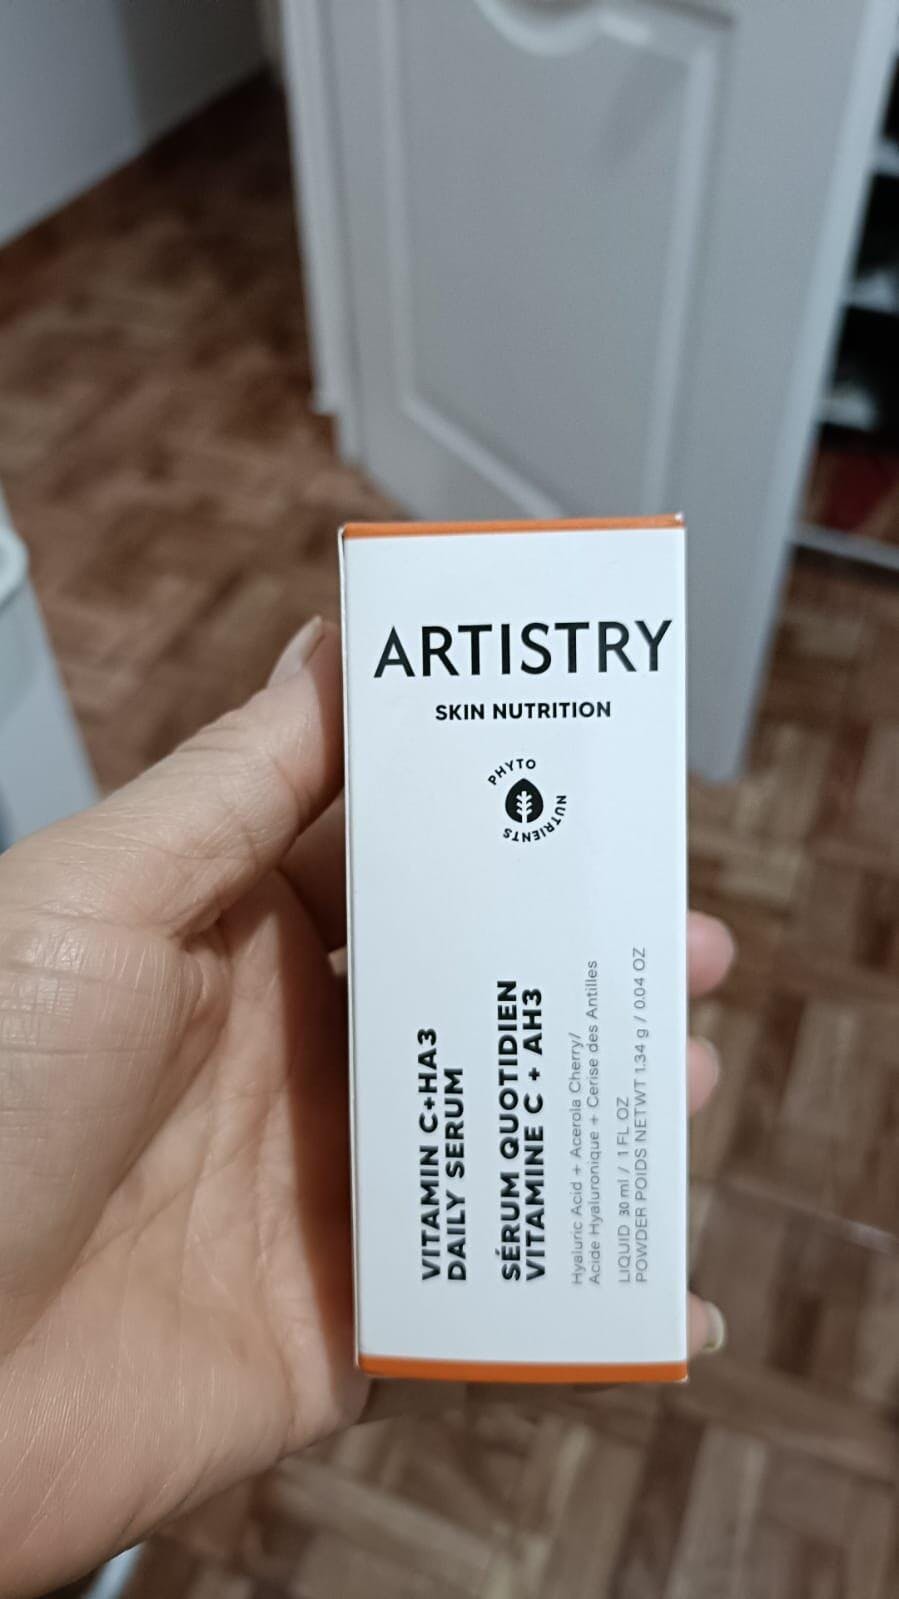 ARTISTRY
SKIN NUTRITION
PHYTO
NUTRIENTS
VITAMIN C+HA3
DAILY SERUM
SÉRUM QUOTIDIEN
VITAMINE C + AH3
Hyaluric Acid + Acerola Cherry/
Acide Hyaluronique + Cerise des Antilles
LIQUID 30 ml / 1 FL OZ
POWDER POIDS NETWT 1.34 g / 0.04 OZ